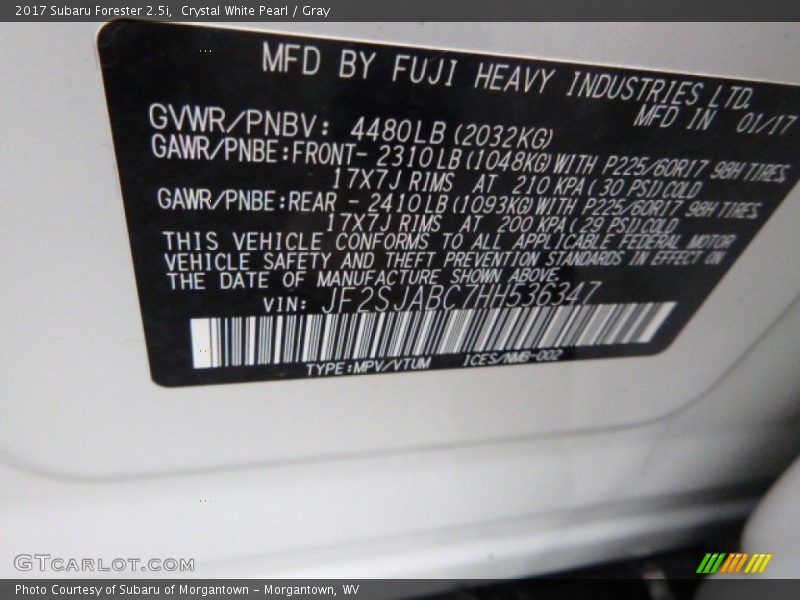 2017 Subaru Forester 2.5i,  Crystal White Pearl / Gray
MFD BY FUJI HEAVY INDUSTRIES LTD.
MFD IN 01/17
GVWR/PNBV: 4480LB(2032KG)
GAWR/PNBE:FRONT- 2310LB(1048KG)WITH P225/60R17 98H TIRES
17X7J RIMS AT 210 KPA(30 PSI)COLD
GAWR/PNBE:REAR - 2410LB(1093KG)WITH P225/60R17 98H TIRES
17X7J RIMS AT 200 KPA(29 PSI)COLD
THIS VEHICLE CONFORMS TO ALL APPLICABLE FEDERAL MOTOR
VEHICLE SAFETY AND THEFT PREVENTION STANDARDS IN EFFECT ON
THE DATE OF MANUFACTURE SHOWN ABOVE.
VIN: JF2SJABC7HH536347
TYPE:MPV/VTUM ICES/NMB-002
GTcarlot.com
Photo Courtesy of Subaru of Morgantown - Morgantown, WV